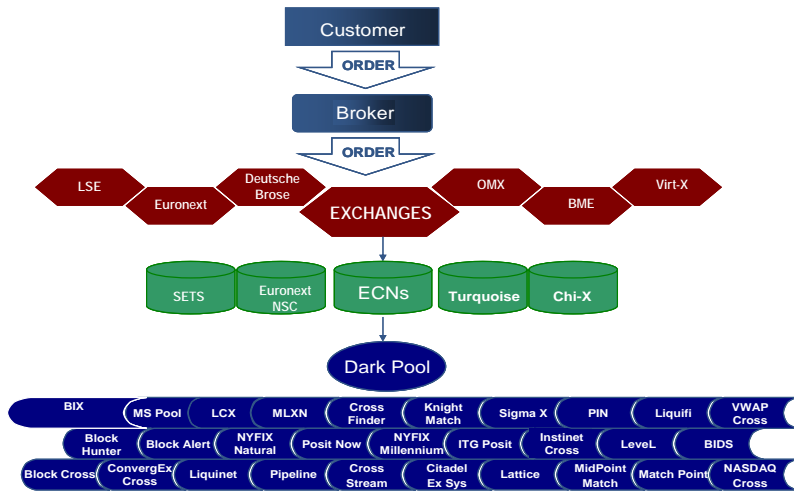 Customer
ORDER
Broker
ORDER
LSE
Euronext
Deutsche
Brose
EXCHANGES
OMX
BME
Virt-X
SETS
Euronext
NSC
ECNs
Turquoise
Chi-X
Dark Pool
BIX
MS Pool
LCX
MLXN
Cross
Finder
Knight
Match
Sigma X
PIN
Liquifi
VWAP
Cross
Block
Hunter
Block Alert
NYFIX
Natural
Posit Now
NYFIX
Millennium
ITG Posit
Instinet
Cross
LeveL
BIDS
Block Cross
ConvergEx
Cross
Liquinet
Pipeline
Cross
Stream
Citadel
Ex Sys
Lattice
MidPoint
Match
Match Point
NASDAQ
Cross